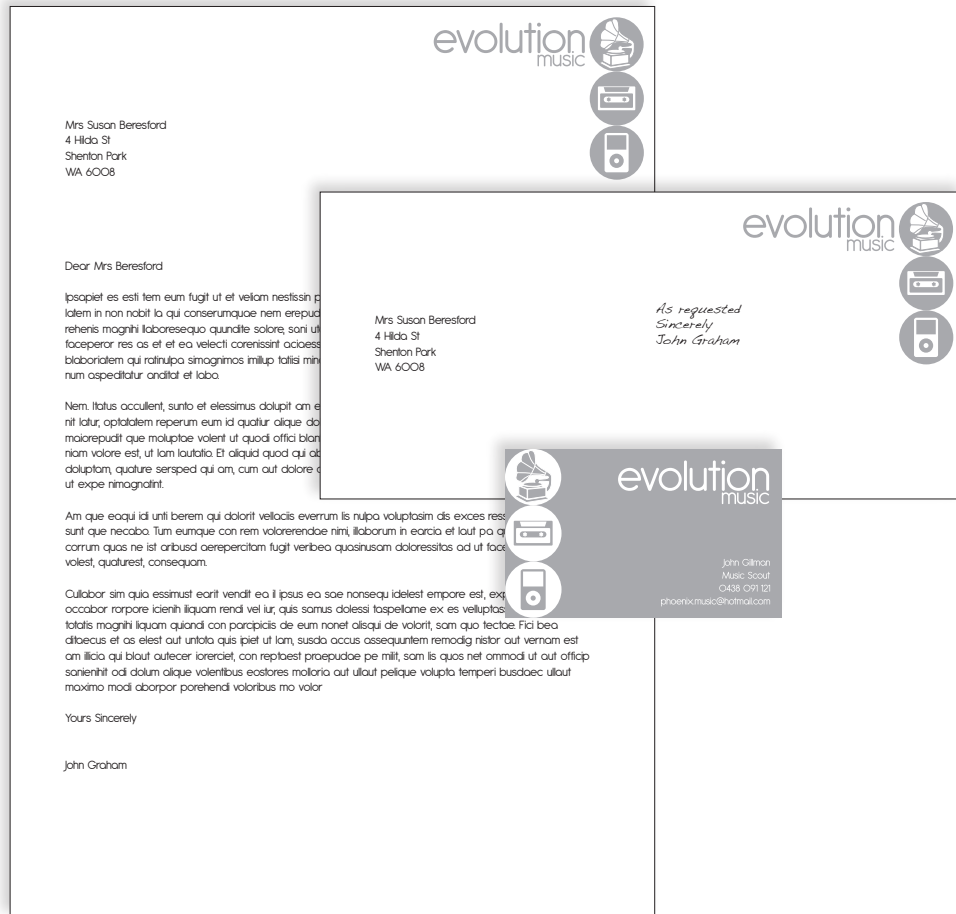 evolution
music
Mrs Susan Beresford
4 Hilda St
Shenton Park
WA 6008
Dear Mrs Beresford
Ipsapiet es esti tem eum fugit ut et veliam nestissin
latem in non nobit la qui conserumquae nem erepud
rehenis magnihi llaboresequo quundite solore, sani
faceperor res as et et ea velecti corenissint
blaboriatem qui ratinulpa simagnimos imillup tatiisi
num aspeditatur anditat et labo.
Nem. Itatus accullent, sunto et elessimus dolupit am
nit latur, optatatem reperum eum id quatiur alique
maiorepudit que moluptae volent ut quodi offici
niam volore est, ut lam lautatio. Et aliquid quod qui
doluptam, quature sersped qui am, cum aut dolore
ut expe nimagnatint.
Am que eaqui idi unti berem qui dolorit vellaciis everrum lis nulpa voluptasim dis exces
sunt que necabo. Tum eumque con rem volorerendae nimi, illaborum in earcia et laut pa
corrum quas ne ist aribusd aerepercitam fugit veribea quasinusam doloressitas ad ut
volest, quaturest, consequam.
Cullabor sim quia essimust earit vendit ea il ipsus ea sae nonsequ idelest empore est,
occabor rorpore icienih iliquam rendi vel iur, quis samus dolessi taspellame ex es
totatis magnihi liquam quiandi con parcipiciis de eum nonet alisqui de volorit, sam quo tectae. Fici bea
ditaecus et as elest aut untota quis ipiet ut lam, susda accus assequuntem remodig nistor aut vernam est
am illicia qui blaut autecer iorerciet, con reptaest praepudae pe milit, sam lis quos net ommodi ut aut officip
sanienihit odi dolum alique volentibus eostores molloria aut ullaut pelique volupta temperi busdaec ullaut
maximo modi aborpor porehendi voloribus mo volor
Yours Sincerely
John Graham
evolution
music
Mrs Susan Beresford
4 Hilda St
Shenton Park
WA 6008
As requested
Sincerely
John Graham
evolution
music
John Gillman
Music Scout
0438 091 121
phoenix.music@hotmail.com